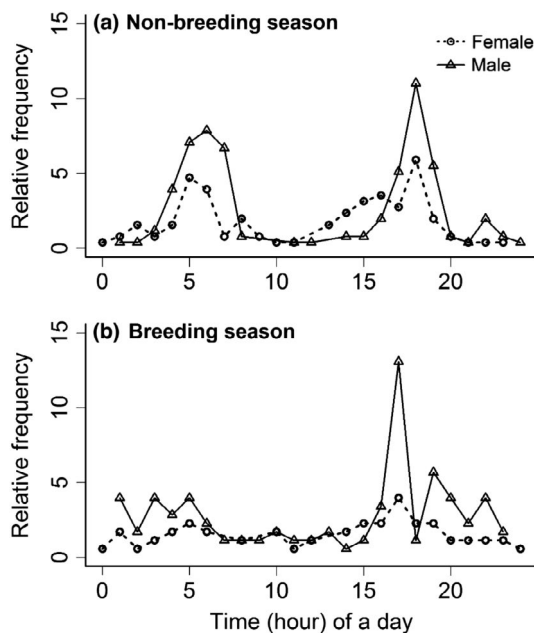 (a) Non-breeding season
Female
Male
Relative frequency
15
10
5
0
0 5 10 15 20
(b) Breeding season
Relative frequency
15
10
5
0
0 5 10 15 20
Time (hour) of a day